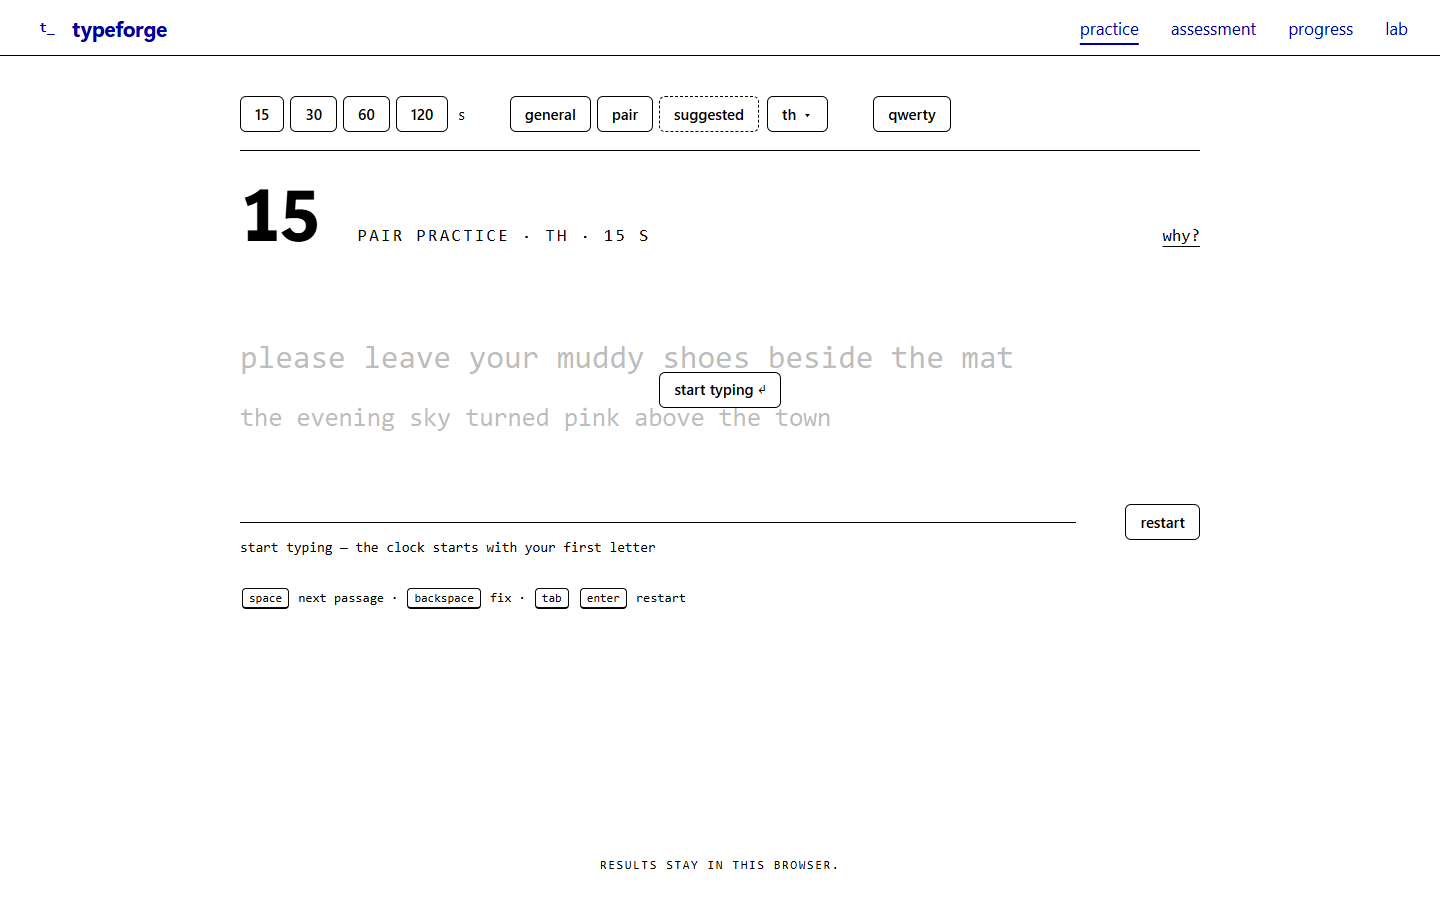 t_ typeforge practice assessment progress lab
15 30 60 120 s general pair suggested th ▾ qwerty
15 PAIR PRACTICE · TH · 15 S why?
please leave your muddy shoes beside the mat
start typing ↲
the evening sky turned pink above the town
restart
start typing — the clock starts with your first letter
space next passage · backspace fix · tab enter restart
RESULTS STAY IN THIS BROWSER.